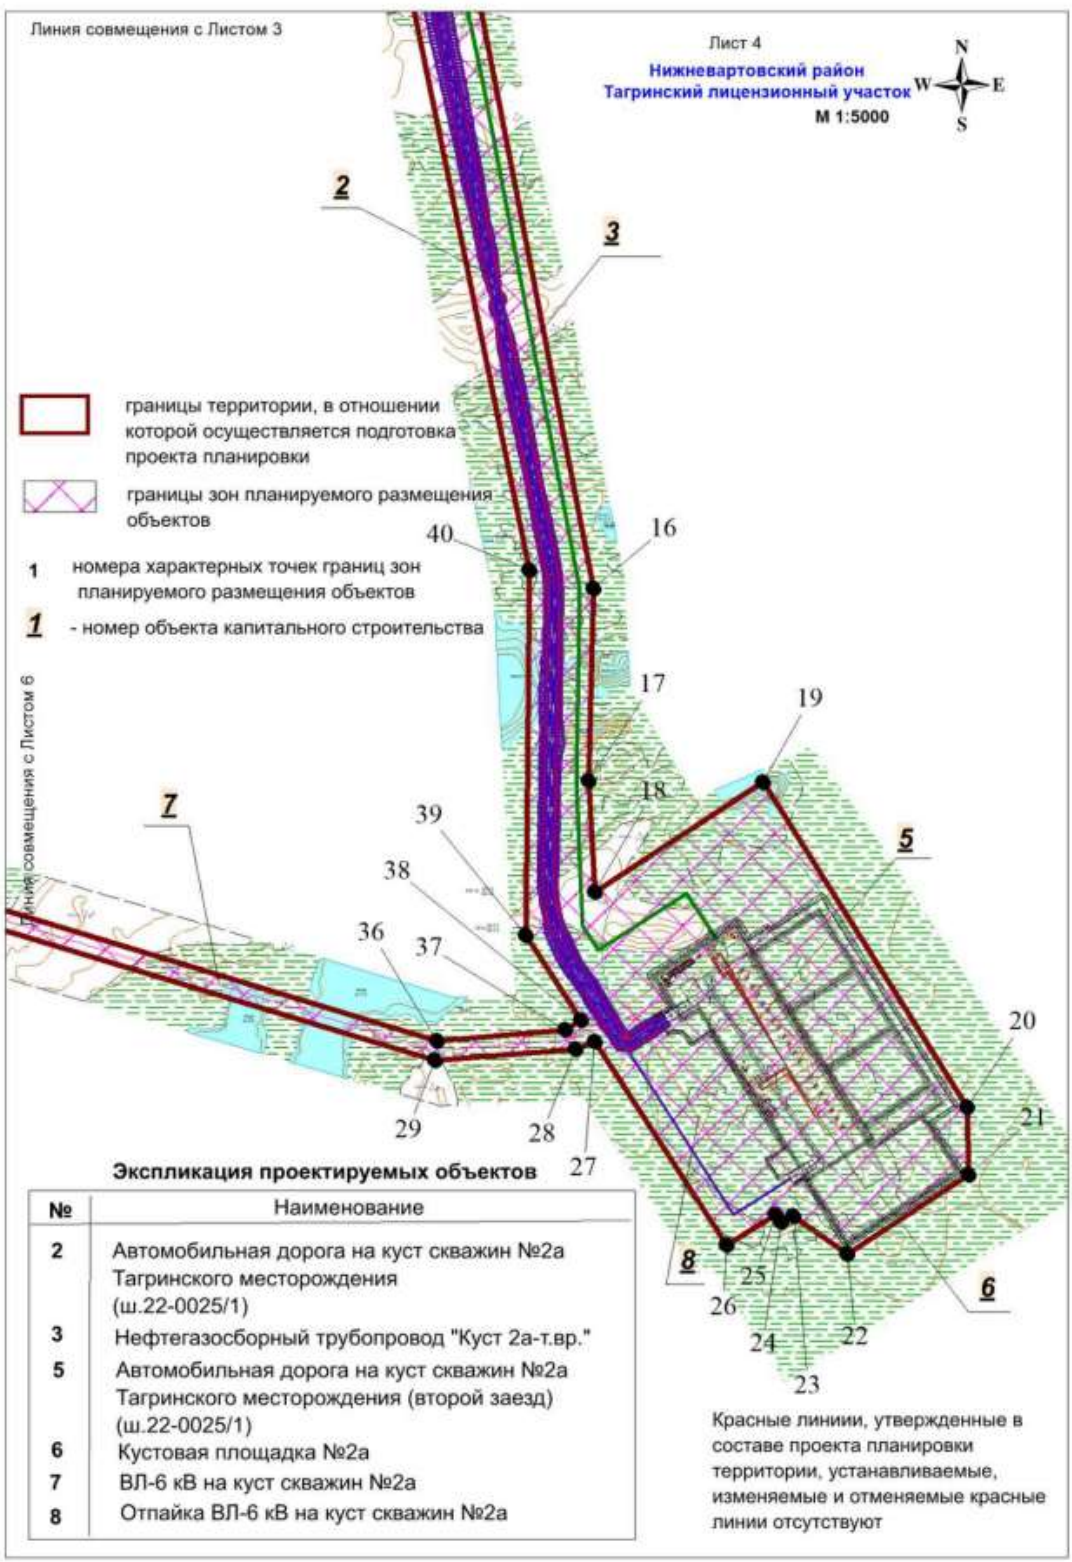 Линия совмещения с Листом 3
Лист 4
Нижневартовский район
Тагринский лицензионный участок
М 1:5000
N
W
E
S
2
3
границы территории, в отношении
которой осуществляется подготовка
проекта планировки
границы зон планируемого размещения
объектов
40
16
1 номера характерных точек границ зон
планируемого размещения объектов
1 - номер объекта капитального строительства
Линия совмещения с Листом 6
17
19
18
7
39
5
38
36
37
20
21
29
28
27
8
25
26
6
24
22
23
Экспликация проектируемых объектов
№ Наименование
2 Автомобильная дорога на куст скважин №2а
Тагринского месторождения
(ш.22-0025/1)
3 Нефтегазосборный трубопровод "Куст 2а-т.вр."
5 Автомобильная дорога на куст скважин №2а
Тагринского месторождения (второй заезд)
(ш.22-0025/1)
6 Кустовая площадка №2а
7 ВЛ-6 кВ на куст скважин №2а
8 Отпайка ВЛ-6 кВ на куст скважин №2а
Красные линиии, утвержденные в
составе проекта планировки
территории, устанавливаемые,
изменяемые и отменяемые красные
линии отсутствуют